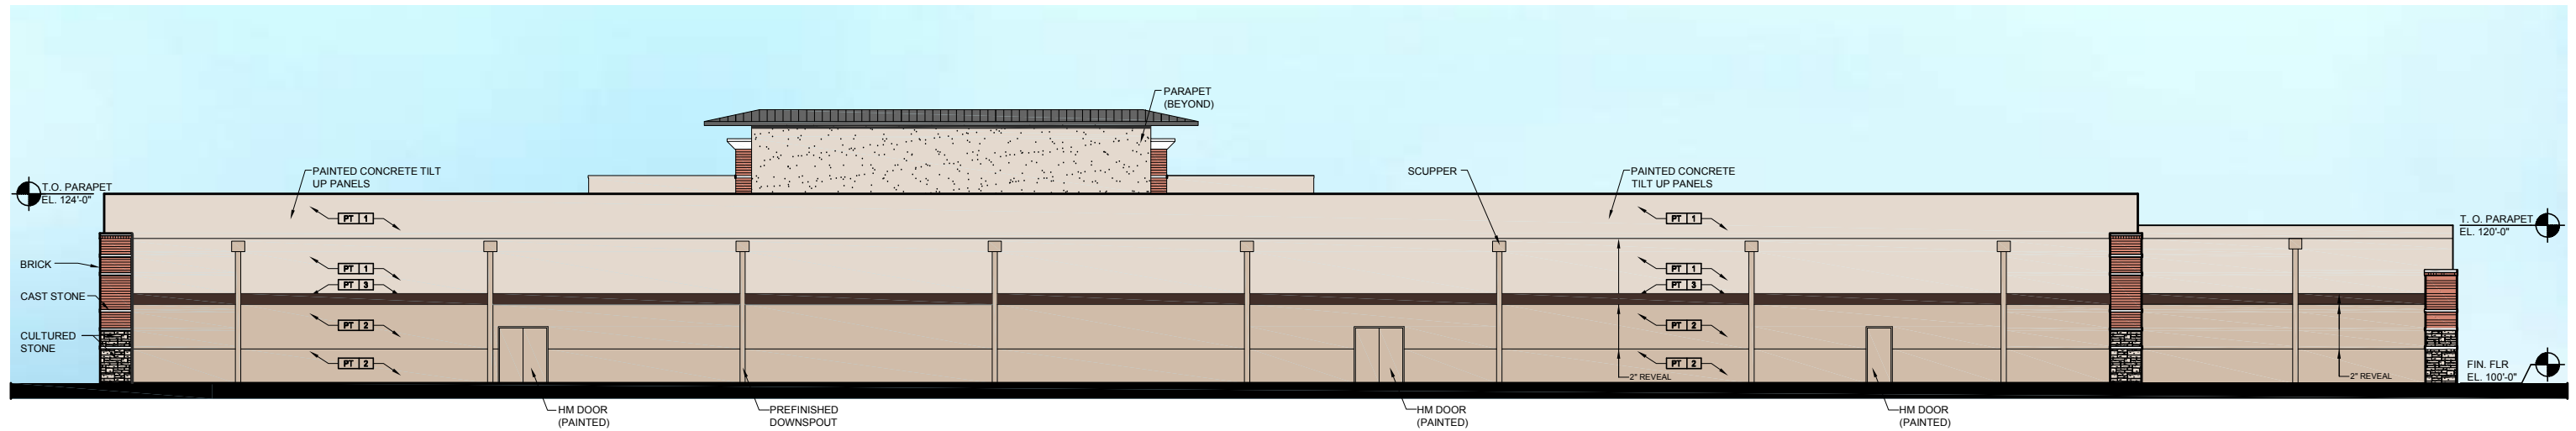 PARAPET
(BEYOND)
PAINTED CONCRETE TILT
UP PANELS
SCUPPER
PAINTED CONCRETE
TILT UP PANELS
T.O. PARAPET
EL. 124'-0"
PT 1
PT 1
T. O. PARAPET
EL. 120'-0"
BRICK
PT 1
PT 1
PT 3
PT 3
CAST STONE
PT 2
PT 2
CULTURED
STONE
PT 2
PT 2
2" REVEAL
2" REVEAL
FIN. FLR
EL. 100'-0"
HM DOOR
(PAINTED)
PREFINISHED
DOWNSPOUT
HM DOOR
(PAINTED)
HM DOOR
(PAINTED)